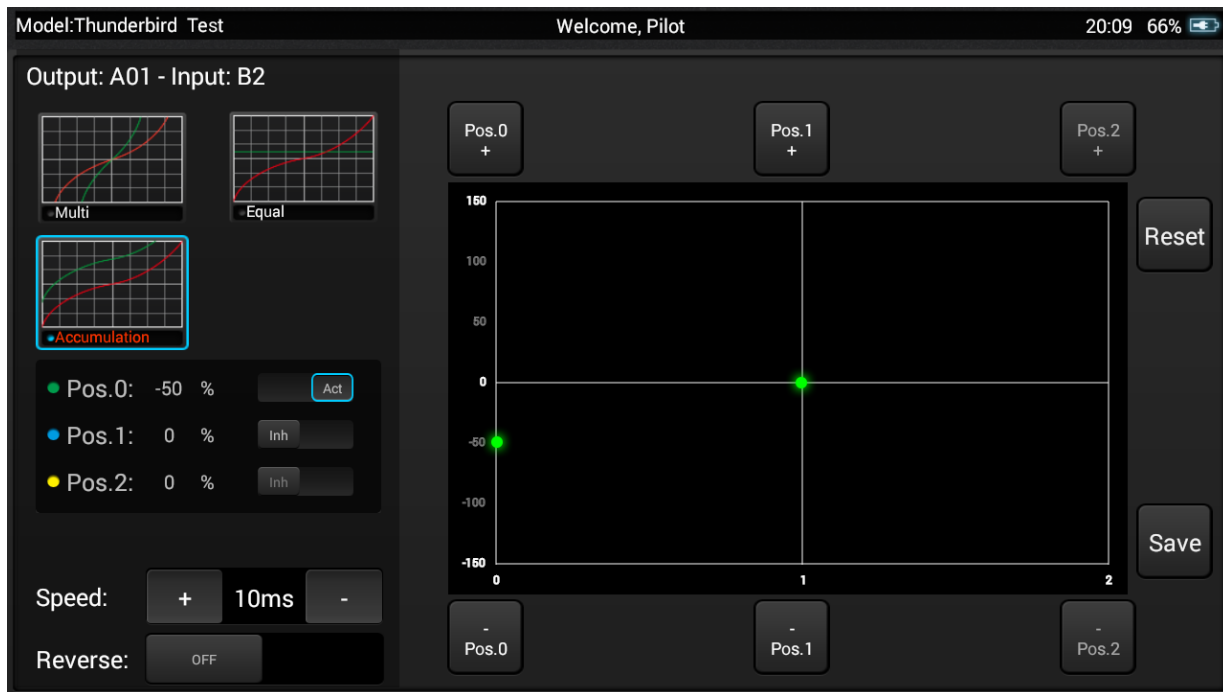 Model:Thunderbird Test
Welcome, Pilot
20:09 66%
Output: A01 - Input: B2
Multi
Equal
Accumulation
Pos.0: -50 % Act
Pos.1: 0 % Inh
Pos.2: 0 % Inh
Speed: + 10ms -
Reverse: OFF
Pos.0
+
Pos.1
+
Pos.2
+
150
100
50
0
-50
-100
-150
0 1 2
Reset
Save
-
Pos.0
-
Pos.1
-
Pos.2